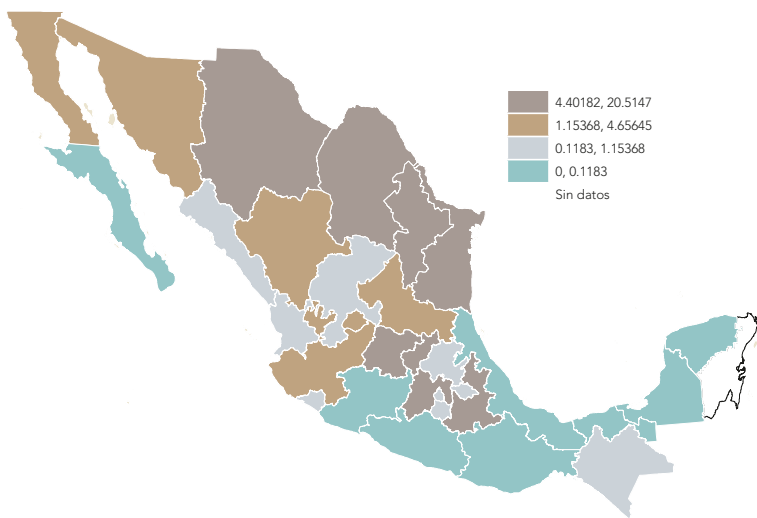 4.40182, 20.5147
1.15368, 4.65645
0.1183, 1.15368
0, 0.1183
Sin datos